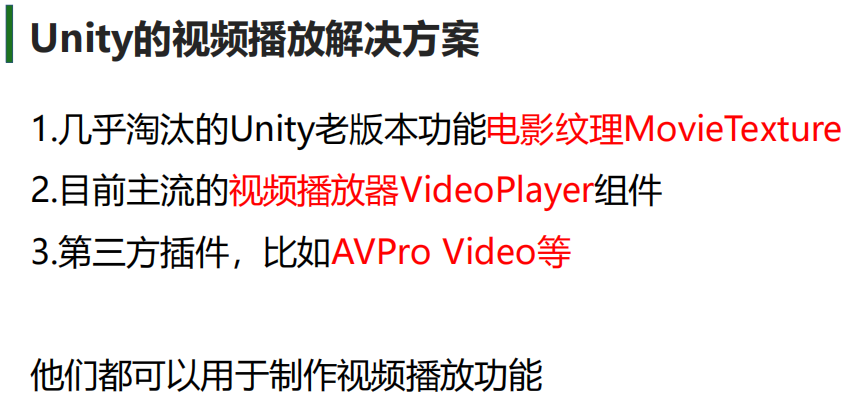 Unity的视频播放解决方案
1.几乎淘汰的Unity老版本功能电影纹理MovieTexture
2.目前主流的视频播放器VideoPlayer组件
3.第三方插件，比如AVPro Video等
他们都可以用于制作视频播放功能